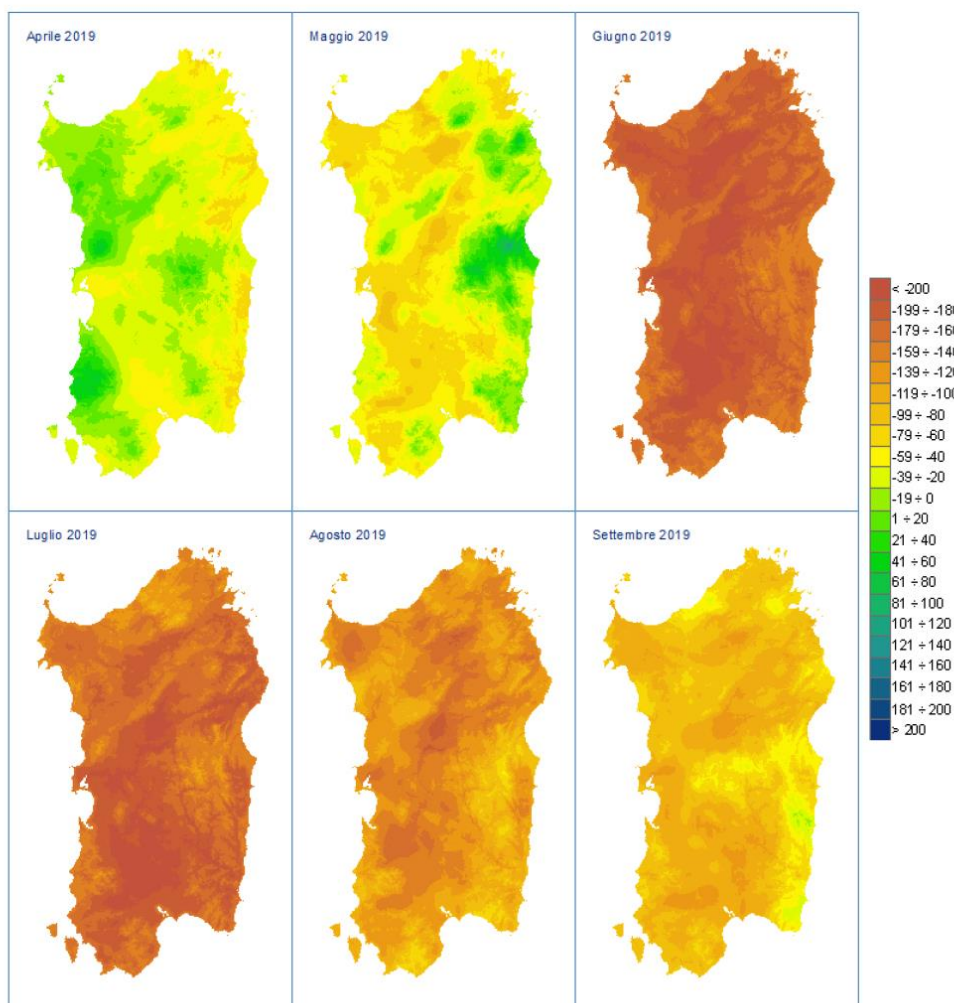 Aprile 2019
Maggio 2019
Giugno 2019
Luglio 2019
Agosto 2019
Settembre 2019
< -200
-199 ÷ -180
-179 ÷ -160
-159 ÷ -140
-139 ÷ -120
-119 ÷ -100
-99 ÷ -80
-79 ÷ -60
-59 ÷ -40
-39 ÷ -20
-19 ÷ 0
1 ÷ 20
21 ÷ 40
41 ÷ 60
61 ÷ 80
81 ÷ 100
101 ÷ 120
121 ÷ 140
141 ÷ 160
161 ÷ 180
181 ÷ 200
> 200